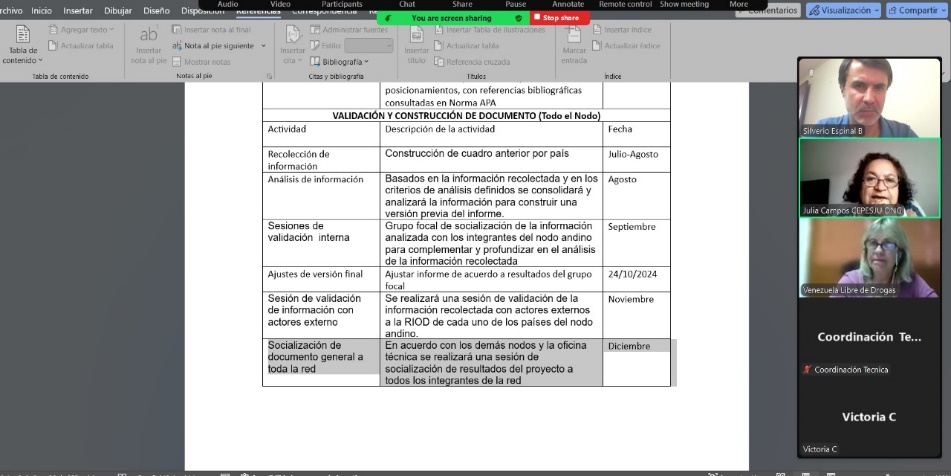 Audio Video Participants Chat Share Pause Annotate Remote control Show meeting More
You are screen sharing Stop share
rchivo Inicio Insertar Dibujar Diseño Disposición Referencias Correspondencia
Comentarios Visualización Compartir
Tabla de contenido
Agregar texto
Actualizar tabla
Tabla de contenido
Insertar nota al pie
Insertar nota al final
Nota al pie siguiente
Mostrar notas
Notas al pie
Insertar cita
Administrar fuentes
Estilo
Bibliografía
Citas y bibliografía
Insertar título
Insertar Tabla de ilustraciones
Actualizar tabla
Referencia cruzada
Títulos
Marcar entrada
Insertar índice
Actualizar índice
Índice
posicionamientos, con referencias bibliográficas
consultadas en Norma APA
VALIDACIÓN Y CONSTRUCCIÓN DE DOCUMENTO (Todo el Nodo)
Actividad Descripción de la actividad Fecha
Recolección de Construcción de cuadro anterior por país Julio-Agosto
información
Análisis de información Basados en la información recolectada y en los Agosto
criterios de análisis definidos se consolidará y
analizará la información para construir una
versión previa del informe.
Sesiones de Grupo focal de socialización de la información Septiembre
validación interna analizada con los integrantes del nodo andino
para complementar y profundizar en el análisis
de la información recolectada
Ajustes de versión final Ajustar informe de acuerdo a resultados del grupo 24/10/2024
focal
Sesión de validación Se realizará una sesión de validación de la Noviembre
de información con información recolectada con actores externos
actores externo a la RIOD de cada uno de los países del nodo
andino.
Socialización de En acuerdo con los demás nodos y la oficina Diciembre
documento general a técnica se realizará una sesión de
toda la red socialización de resultados del proyecto a
todos los integrantes de la red
Silverio Espinal B
Julia Campos CEPESJU ONG
Venezuela Libre de Drogas
Coordinación Te...
Coordinación Tecnica
Victoria C
Victoria C